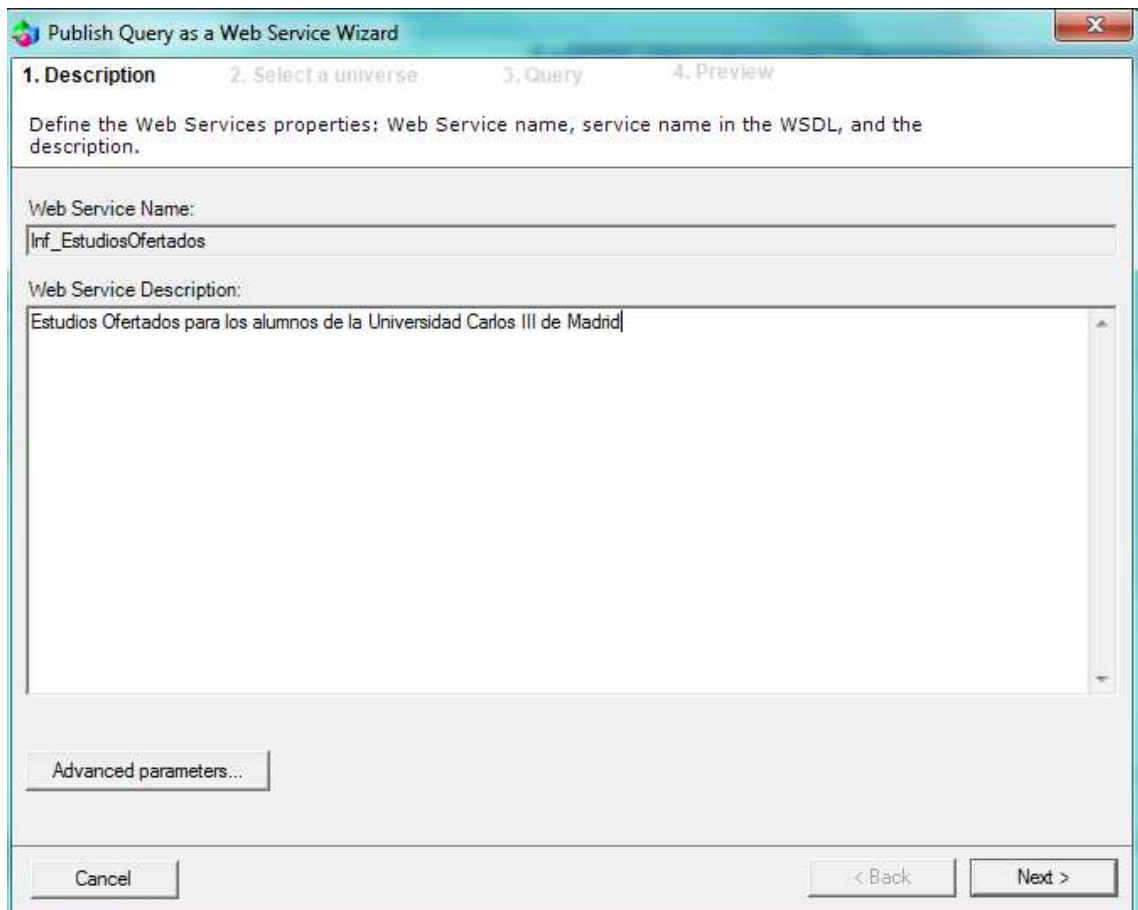 Publish Query as a Web Service Wizard
1. Description 2. Select a universe 3. Query 4. Preview
Define the Web Services properties: Web Service name, service name in the WSDL, and the
description.
Web Service Name:
Inf_EstudiosOfertados
Web Service Description:
Estudios Ofertados para los alumnos de la Universidad Carlos III de Madrid
Advanced parameters...
Cancel < Back Next >